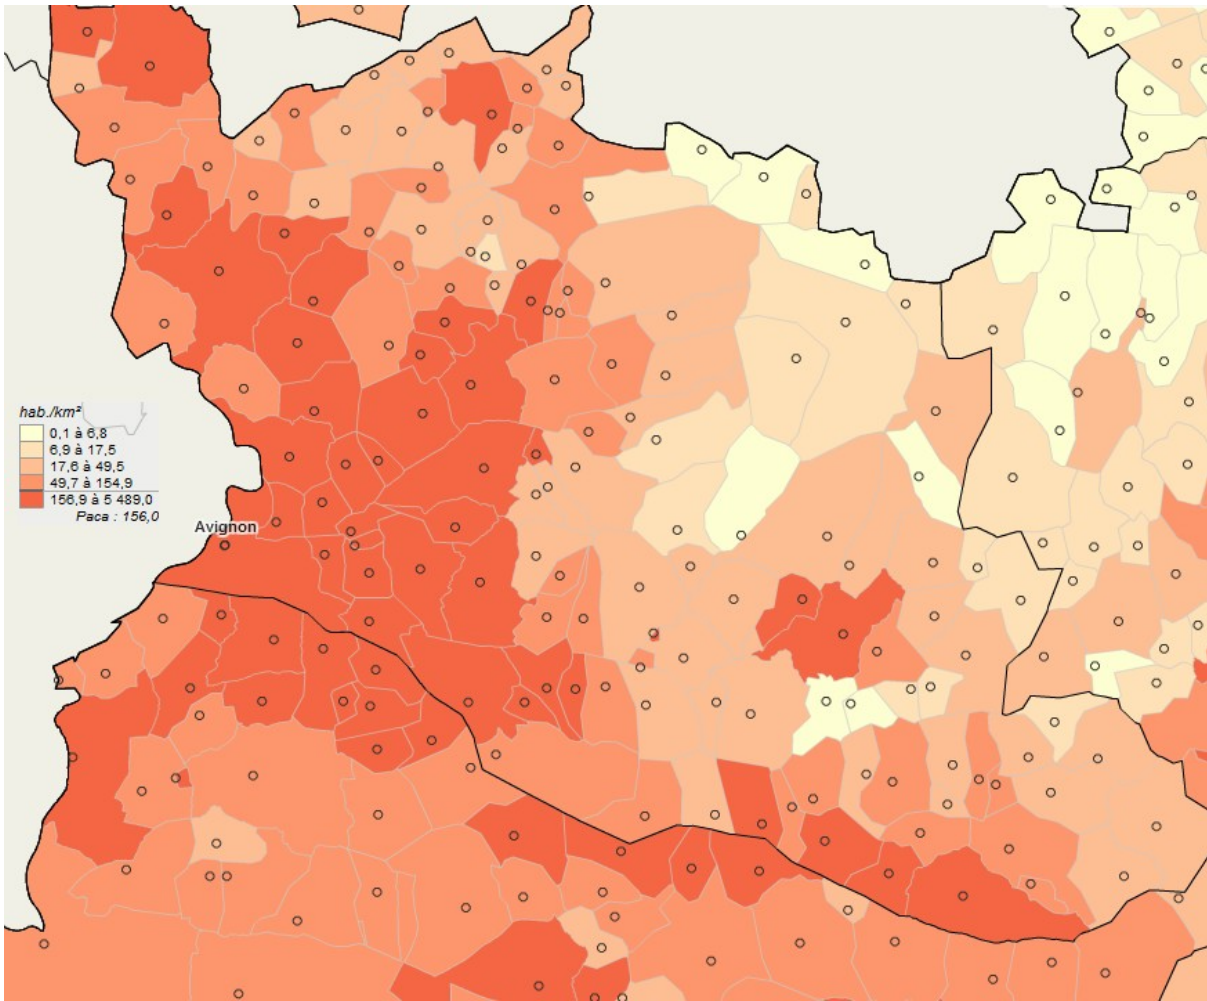 hab./km²
0,1 à 6,8
6,9 à 17,5
17,6 à 49,5
49,7 à 154,9
156,9 à 5 489,0
Paca : 156,0
Avignon